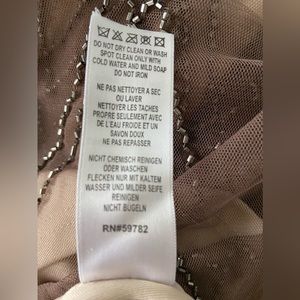 DO NOT DRY CLEAN OR WASH
SPOT CLEAN ONLY WITH
COLD WATER AND MILD SOAP
DO NOT IRON
NE PAS NETTOYER A SEC
OU LAVER
NETTOYER LES TACHES
PROPRE SEULEMENT AVEC
DE L'EAU FROIDE ET UN
SAVON DOUX
NE PAS REPASSER
NICHT CHEMISCH REINIGEN
ODER WASCHEN
FLECKEN NUR MIT KALTEM
WASSER UND MILDER SEIFE
REINIGEN
NICHT BÜGELN
RN#59782